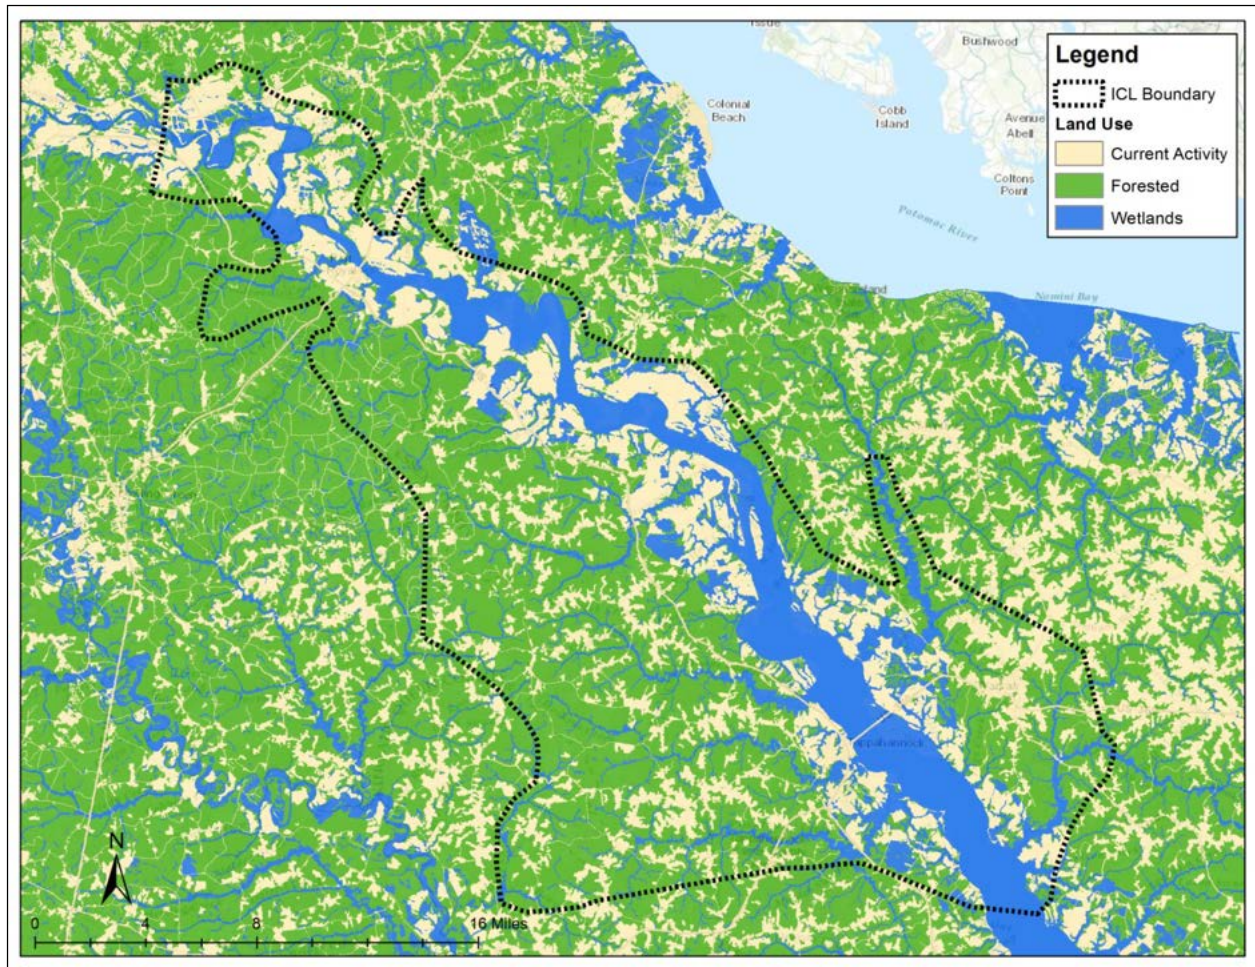 Bushwood
Legend
ICL Boundary
Land Use
Current Activity
Forested
Wetlands
Colonial
Beach
Cobb
Island
Avenue
Abell
Coltons
Point
Potomac River
Nomini Bay
N
0 4 8 16 Miles